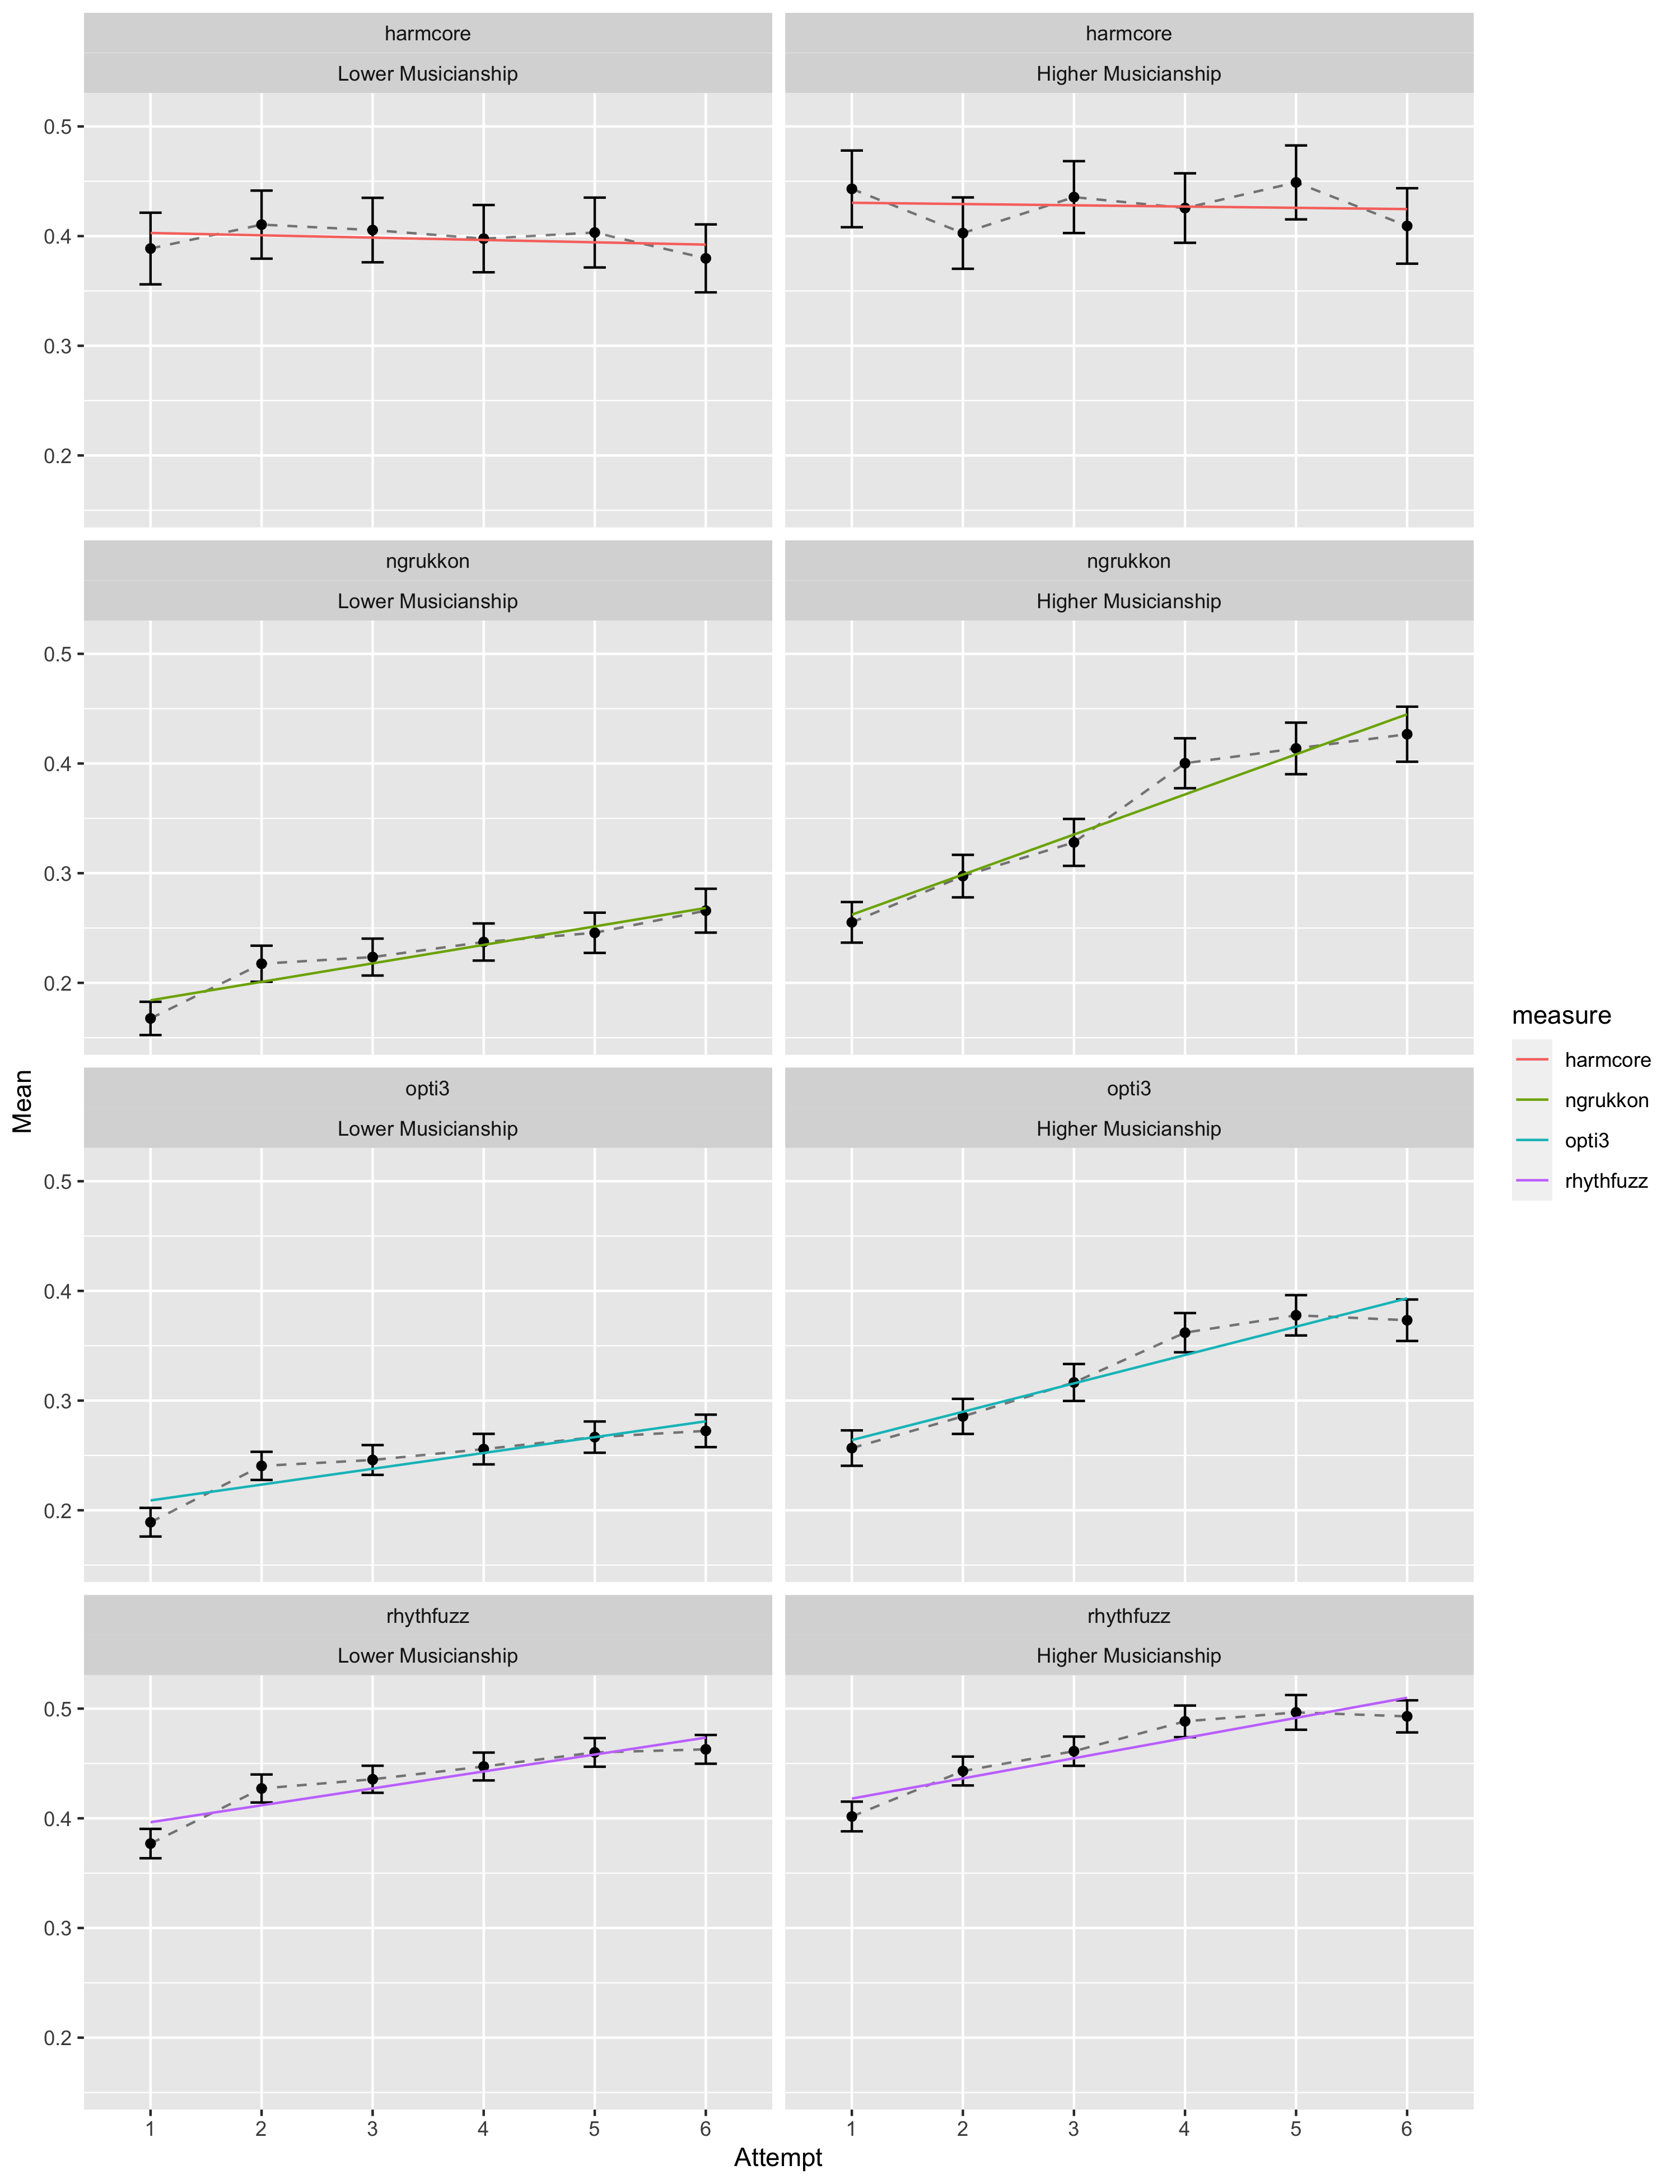 harmcore
Lower Musicianship
harmcore
Higher Musicianship
0.5
0.4
0.3
0.2
ngrukkon
Lower Musicianship
ngrukkon
Higher Musicianship
0.5
0.4
0.3
0.2
opti3
Lower Musicianship
opti3
Higher Musicianship
0.5
0.4
0.3
0.2
rhythfuzz
Lower Musicianship
rhythfuzz
Higher Musicianship
0.5
0.4
0.3
0.2
1 2 3 4 5 6
1 2 3 4 5 6
Attempt
Mean
measure
harmcore
ngrukkon
opti3
rhythfuzz